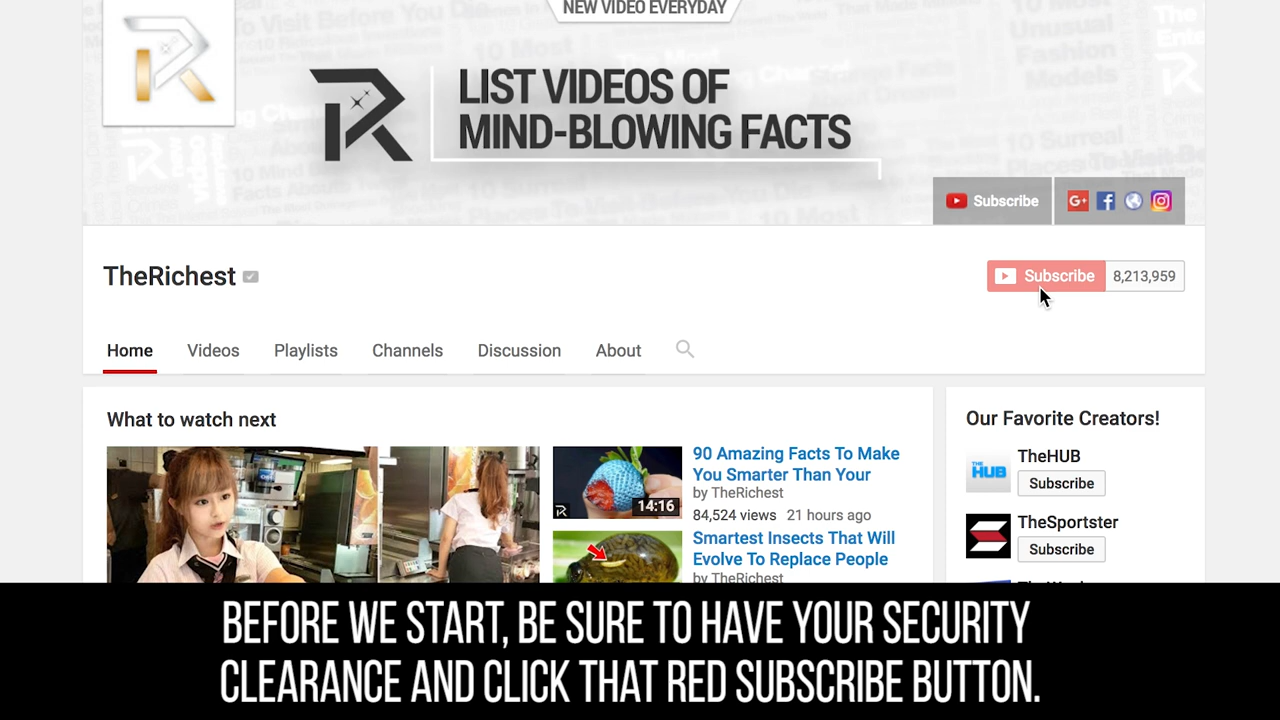 NEW VIDEO EVERYDAY
LIST VIDEOS OF
MIND-BLOWING FACTS
Subscribe
TheRichest
Subscribe 8,213,959
Home Videos Playlists Channels Discussion About
What to watch next
90 Amazing Facts To Make
You Smarter Than Your
by TheRichest
84,524 views 21 hours ago
14:16
Smartest Insects That Will
Evolve To Replace People
by TheRichest
Our Favorite Creators!
THE HUB
TheHUB
Subscribe
TheSportster
Subscribe
BEFORE WE START, BE SURE TO HAVE YOUR SECURITY
CLEARANCE AND CLICK THAT RED SUBSCRIBE BUTTON.